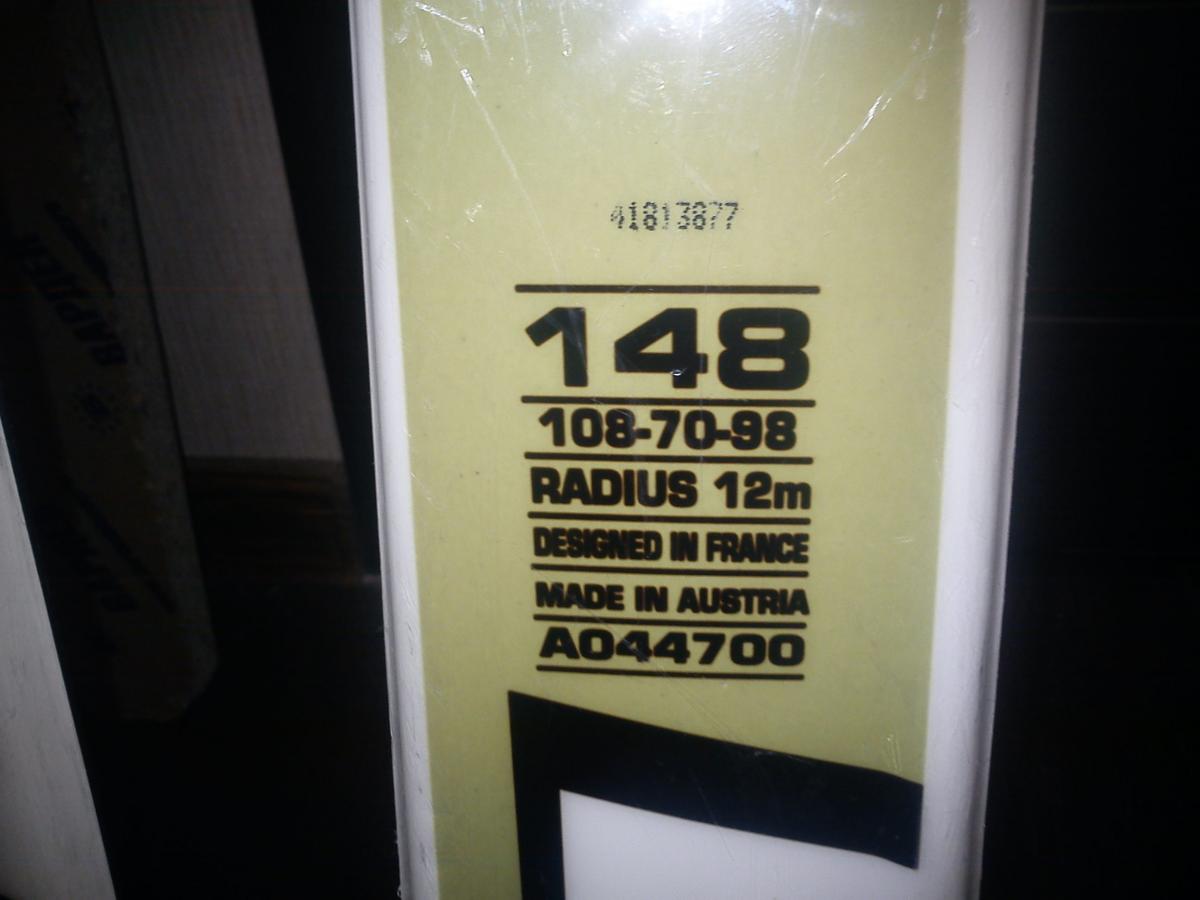 41813877
148
108-70-98
RADIUS 12m
DESIGNED IN FRANCE
MADE IN AUSTRIA
A044700